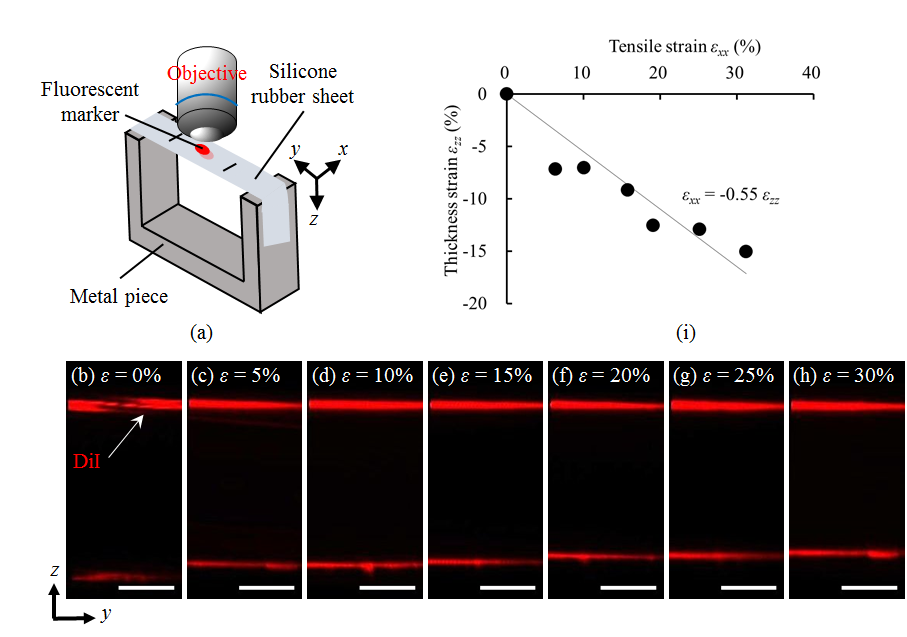 Objective
Fluorescent
marker
Silicone
rubber sheet
y
x
z
Metal piece
(a)
Tensile strain εxx (%)
0
10
20
30
40
Thickness strain εzz (%)
0
-5
-10
-15
-20
εxx = -0.55 εzz
(i)
(b) ε = 0%
(c) ε = 5%
(d) ε = 10%
(e) ε = 15%
(f) ε = 20%
(g) ε = 25%
(h) ε = 30%
DiI
z
y